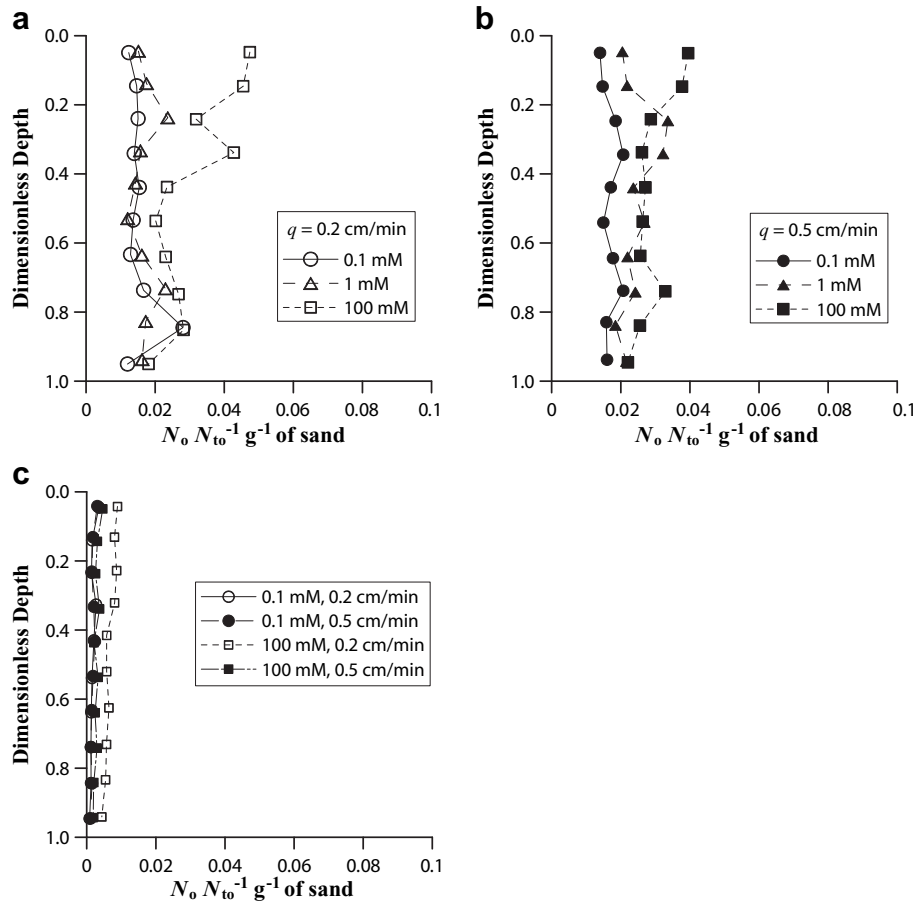 a
0.0
0.2
0.4
0.6
0.8
1.0
Dimensionless Depth
q = 0.2 cm/min
0.1 mM
1 mM
100 mM
0 0.02 0.04 0.06 0.08 0.1
No Nto-1 g-1 of sand
b
0.0
0.2
0.4
0.6
0.8
1.0
Dimensionless Depth
q = 0.5 cm/min
0.1 mM
1 mM
100 mM
0 0.02 0.04 0.06 0.08 0.1
No Nto-1 g-1 of sand
c
0.0
0.2
0.4
0.6
0.8
1.0
Dimensionless Depth
0.1 mM, 0.2 cm/min
0.1 mM, 0.5 cm/min
100 mM, 0.2 cm/min
100 mM, 0.5 cm/min
0 0.02 0.04 0.06 0.08 0.1
No Nto-1 g-1 of sand